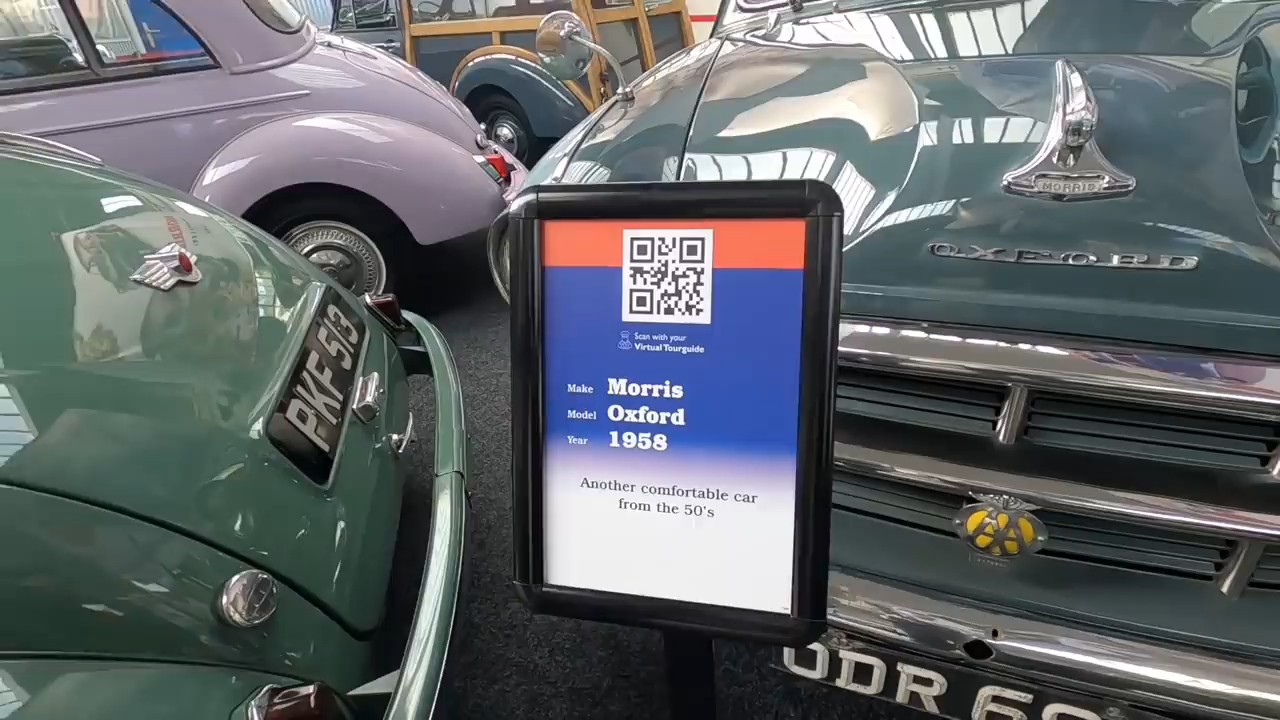 MORRIS
OXFORD
PKF 513
Scan with your
Virtual Tourguide
Make Morris
Model Oxford
Year 1958
Another comfortable car
from the 50's
AA
ODR 6